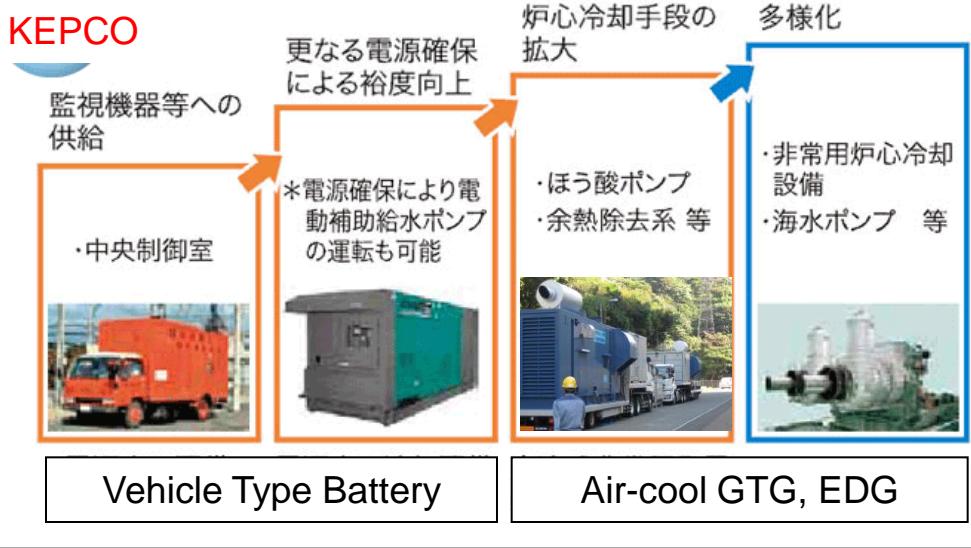 KEPCO
監視機器等への
供給
・中央制御室
更なる電源確保
による裕度向上
＊電源確保により電
動補助給水ポンプ
の運転も可能
炉心冷却手段の
拡大
・ほう酸ポンプ
・余熱除去系 等
多様化
・非常用炉心冷却
設備
・海水ポンプ　等
Vehicle Type Battery
Air-cool GTG, EDG